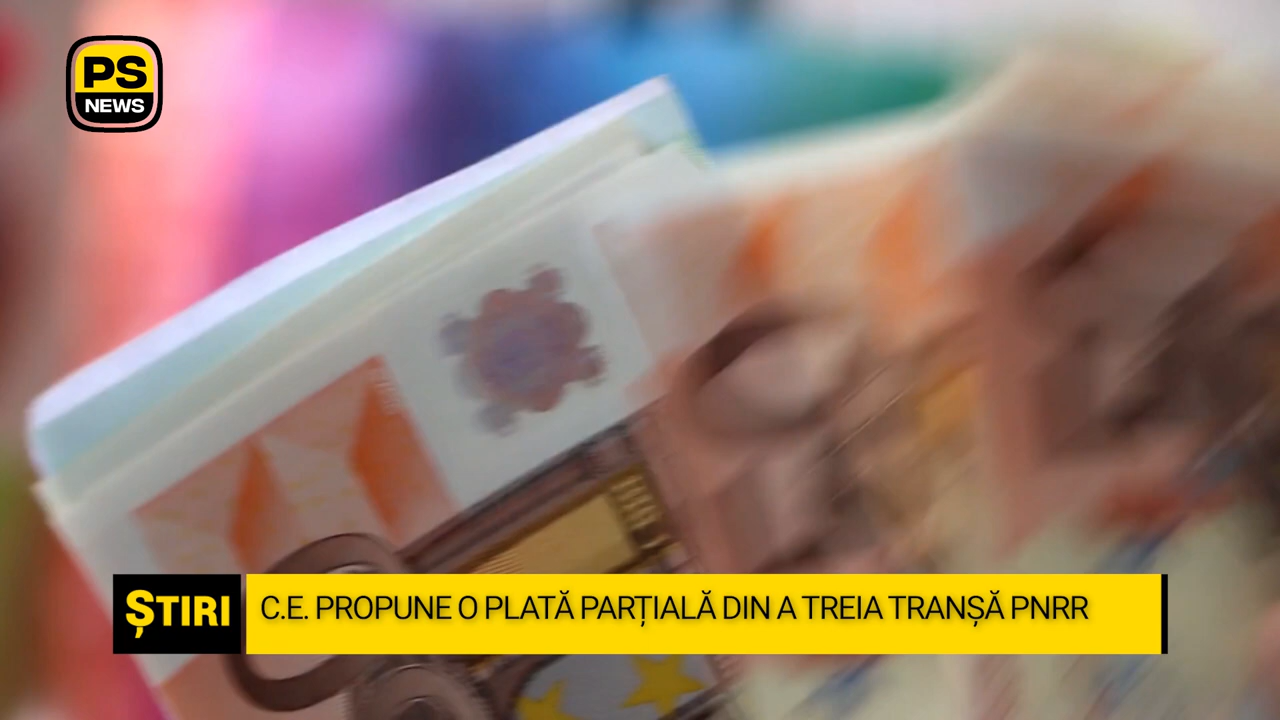 PS
NEWS
ȘTIRI
C.E. PROPUNE O PLATĂ PARȚIALĂ DIN A TREIA TRANȘĂ PNRR